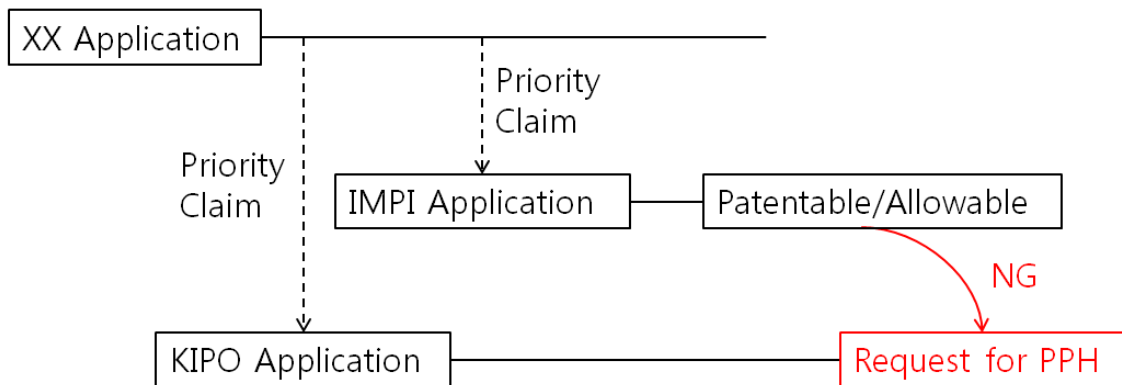 XX Application
Priority
Claim
Priority
Claim
IMPI Application
Patentable/Allowable
NG
KIPO Application
Request for PPH